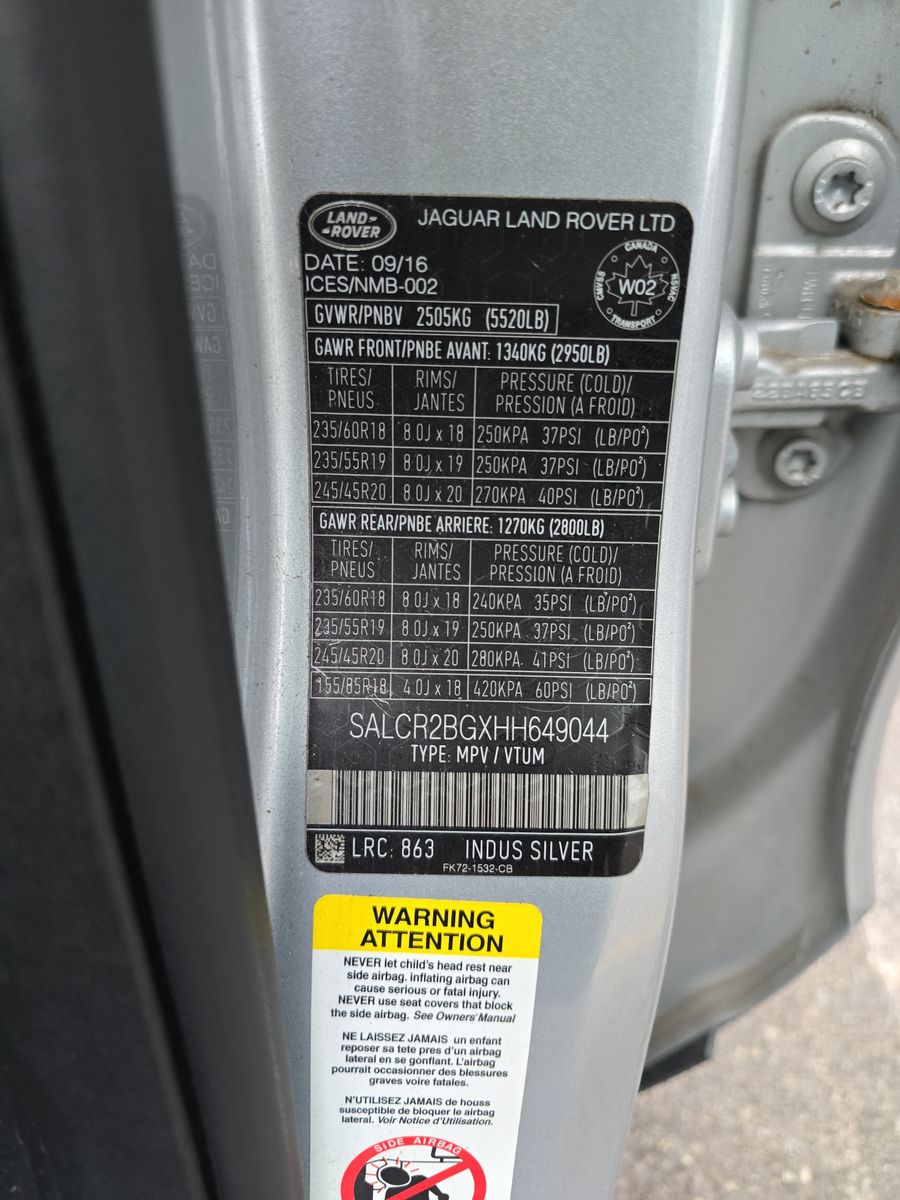 LAND-
-ROVER
JAGUAR LAND ROVER LTD
DATE: 09/16
ICES/NMB-002
CANADA
CMVSS
W02
NSVAC
TRANSPORT
GVWR/PNBV 2505KG (5520LB)
GAWR FRONT/PNBE AVANT: 1340KG (2950LB)
TIRES/ RIMS/ PRESSURE (COLD)/
PNEUS JANTES PRESSION (A FROID)
235/60R18 8.0J x 18 250KPA 37PSI (LB/PO²)
235/55R19 8.0J x 19 250KPA 37PSI (LB/PO²)
245/45R20 8.0J x 20 270KPA 40PSI (LB/PO²)
GAWR REAR/PNBE ARRIERE: 1270KG (2800LB)
TIRES/ RIMS/ PRESSURE (COLD)/
PNEUS JANTES PRESSION (A FROID)
235/60R18 8.0J x 18 240KPA 35PSI (LB/PO²)
235/55R19 8.0J x 19 250KPA 37PSI (LB/PO²)
245/45R20 8.0J x 20 280KPA 41PSI (LB/PO²)
155/85R18 4.0J x 18 420KPA 60PSI (LB/PO²)
SALCR2BGXHH649044
TYPE: MPV / VTUM
LRC: 863 INDUS SILVER
FK72-1532-CB
WARNING
ATTENTION
NEVER let child's head rest near
side airbag. inflating airbag can
cause serious or fatal injury.
NEVER use seat covers that block
the side airbag. See Owners'Manual
NE LAISSEZ JAMAIS un enfant
reposer sa tete pres d'un airbag
lateral en se gonflant. L'airbag
pourrait occasionner des blessures
graves voire fatales.
N'UTILISEZ JAMAIS de houss
susceptible de bloquer le airbag
lateral. Voir Notice d'Utilisation.
SIDE AIRBAG